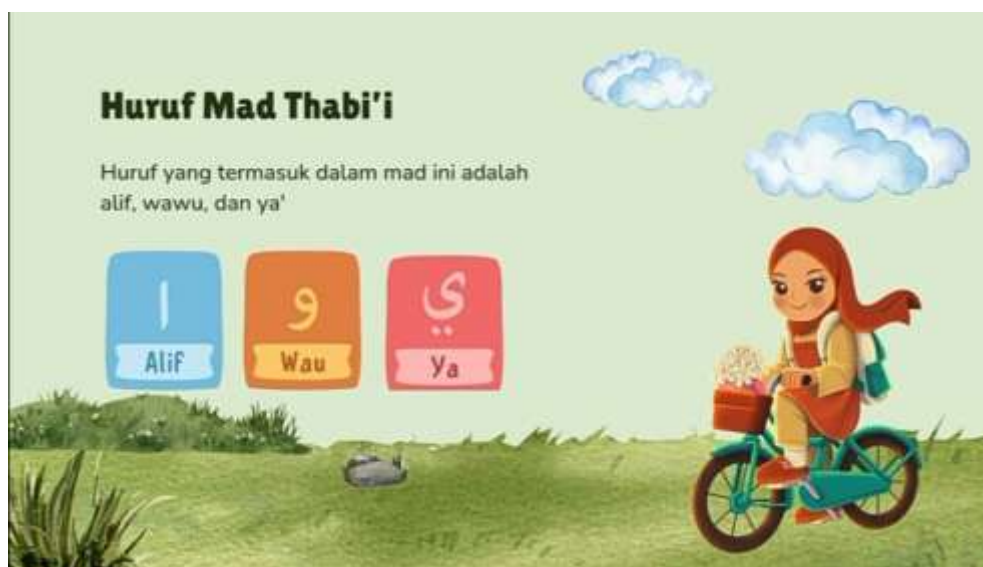 Huruf Mad Thabi'i
Huruf yang termasuk dalam mad ini adalah
alif, wawu, dan ya'
ا
Alif
و
Wau
ي
Ya